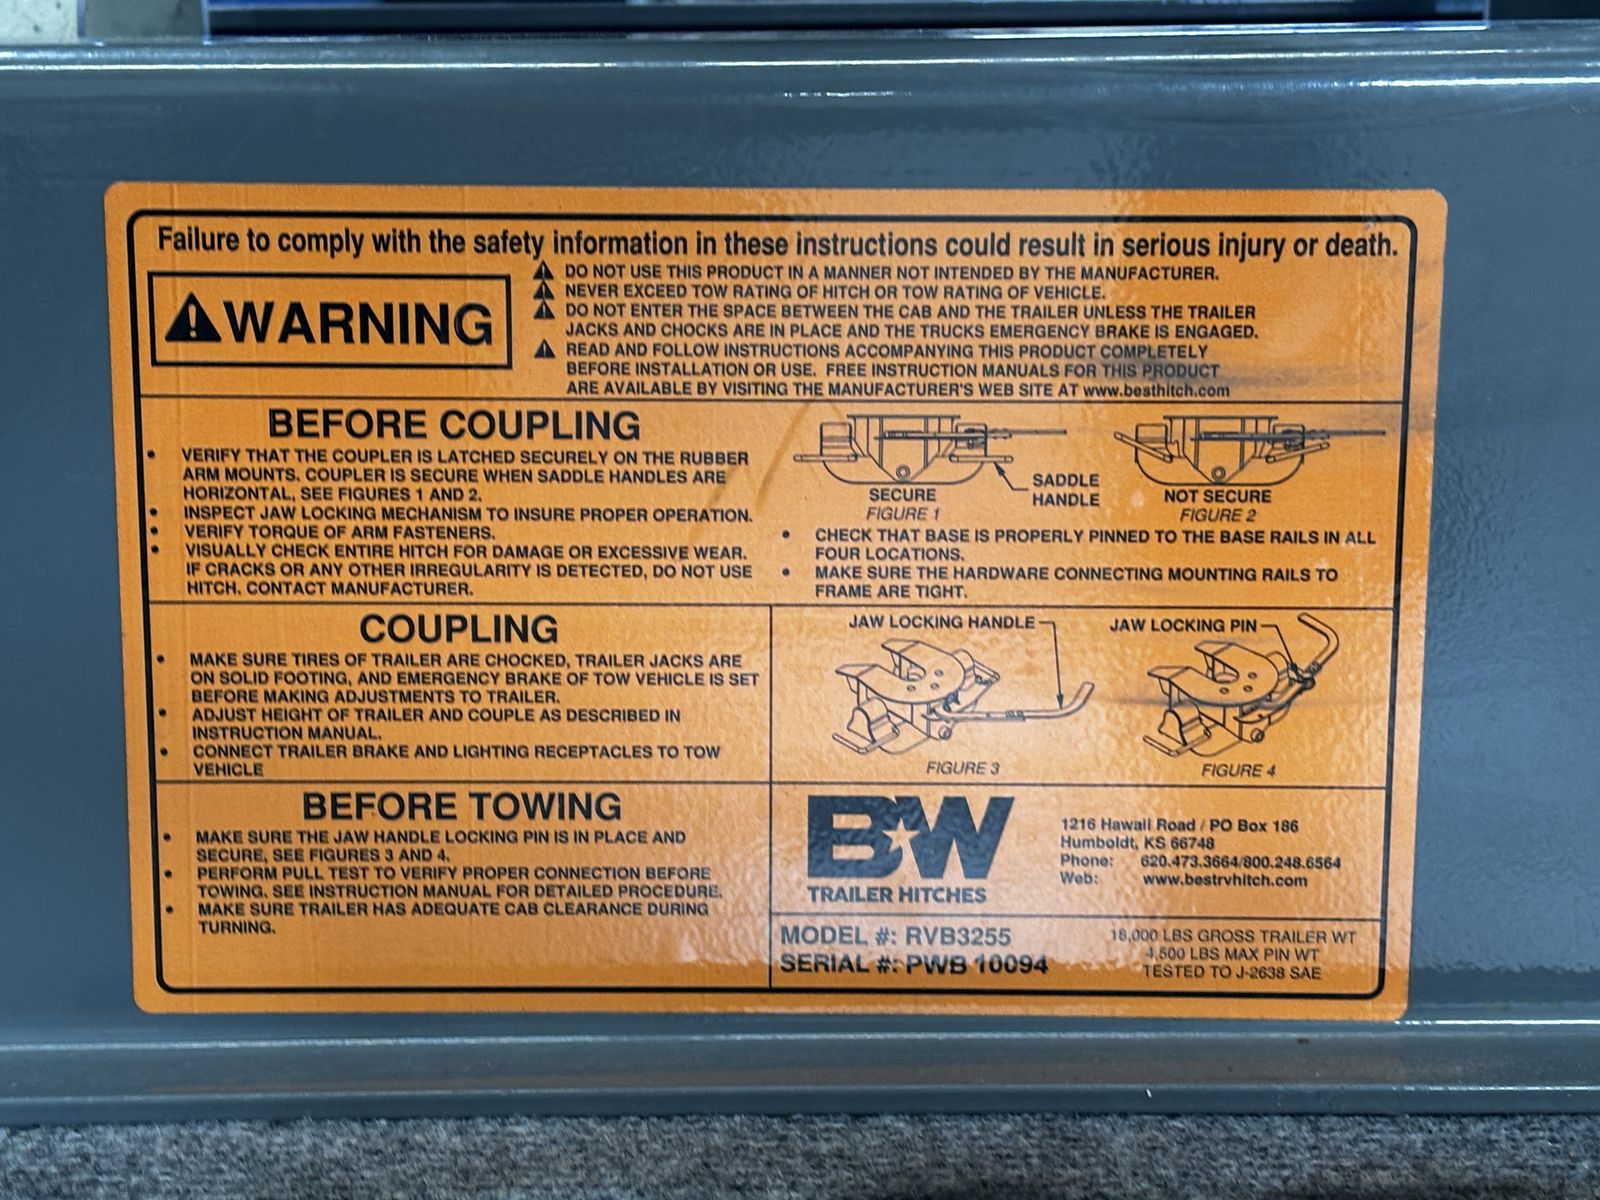 Failure to comply with the safety information in these instructions could result in serious injury or death.
WARNING
DO NOT USE THIS PRODUCT IN A MANNER NOT INTENDED BY THE MANUFACTURER.
NEVER EXCEED TOW RATING OF HITCH OR TOW RATING OF VEHICLE.
DO NOT ENTER THE SPACE BETWEEN THE CAB AND THE TRAILER UNLESS THE TRAILER
JACKS AND CHOCKS ARE IN PLACE AND THE TRUCKS EMERGENCY BRAKE IS ENGAGED.
READ AND FOLLOW INSTRUCTIONS ACCOMPANYING THIS PRODUCT COMPLETELY
BEFORE INSTALLATION OR USE. FREE INSTRUCTION MANUALS FOR THIS PRODUCT
ARE AVAILABLE BY VISITING THE MANUFACTURER'S WEB SITE AT www.besthitch.com
BEFORE COUPLING
• VERIFY THAT THE COUPLER IS LATCHED SECURELY ON THE RUBBER
ARM MOUNTS. COUPLER IS SECURE WHEN SADDLE HANDLES ARE
HORIZONTAL, SEE FIGURES 1 AND 2.
• INSPECT JAW LOCKING MECHANISM TO INSURE PROPER OPERATION.
• VERIFY TORQUE OF ARM FASTENERS.
• VISUALLY CHECK ENTIRE HITCH FOR DAMAGE OR EXCESSIVE WEAR.
IF CRACKS OR ANY OTHER IRREGULARITY IS DETECTED, DO NOT USE
HITCH, CONTACT MANUFACTURER.
SADDLE
HANDLE
SECURE
FIGURE 1
NOT SECURE
FIGURE 2
• CHECK THAT BASE IS PROPERLY PINNED TO THE BASE RAILS IN ALL
FOUR LOCATIONS.
• MAKE SURE THE HARDWARE CONNECTING MOUNTING RAILS TO
FRAME ARE TIGHT.
COUPLING
• MAKE SURE TIRES OF TRAILER ARE CHOCKED, TRAILER JACKS ARE
ON SOLID FOOTING, AND EMERGENCY BRAKE OF TOW VEHICLE IS SET
BEFORE MAKING ADJUSTMENTS TO TRAILER.
• ADJUST HEIGHT OF TRAILER AND COUPLE AS DESCRIBED IN
INSTRUCTION MANUAL.
• CONNECT TRAILER BRAKE AND LIGHTING RECEPTACLES TO TOW
VEHICLE
JAW LOCKING HANDLE
FIGURE 3
JAW LOCKING PIN
FIGURE 4
BEFORE TOWING
• MAKE SURE THE JAW HANDLE LOCKING PIN IS IN PLACE AND
SECURE, SEE FIGURES 3 AND 4.
• PERFORM PULL TEST TO VERIFY PROPER CONNECTION BEFORE
TOWING. SEE INSTRUCTION MANUAL FOR DETAILED PROCEDURE.
• MAKE SURE TRAILER HAS ADEQUATE CAB CLEARANCE DURING
TURNING.
BW
TRAILER HITCHES
1216 Hawaii Road / PO Box 186
Humboldt, KS 66748
Phone: 620.473.3664/800.248.6564
Web: www.bestrvhitch.com
MODEL #: RVB3255
SERIAL #: PWB 10094
18,000 LBS GROSS TRAILER WT
4,500 LBS MAX PIN WT
TESTED TO J-2638 SAE